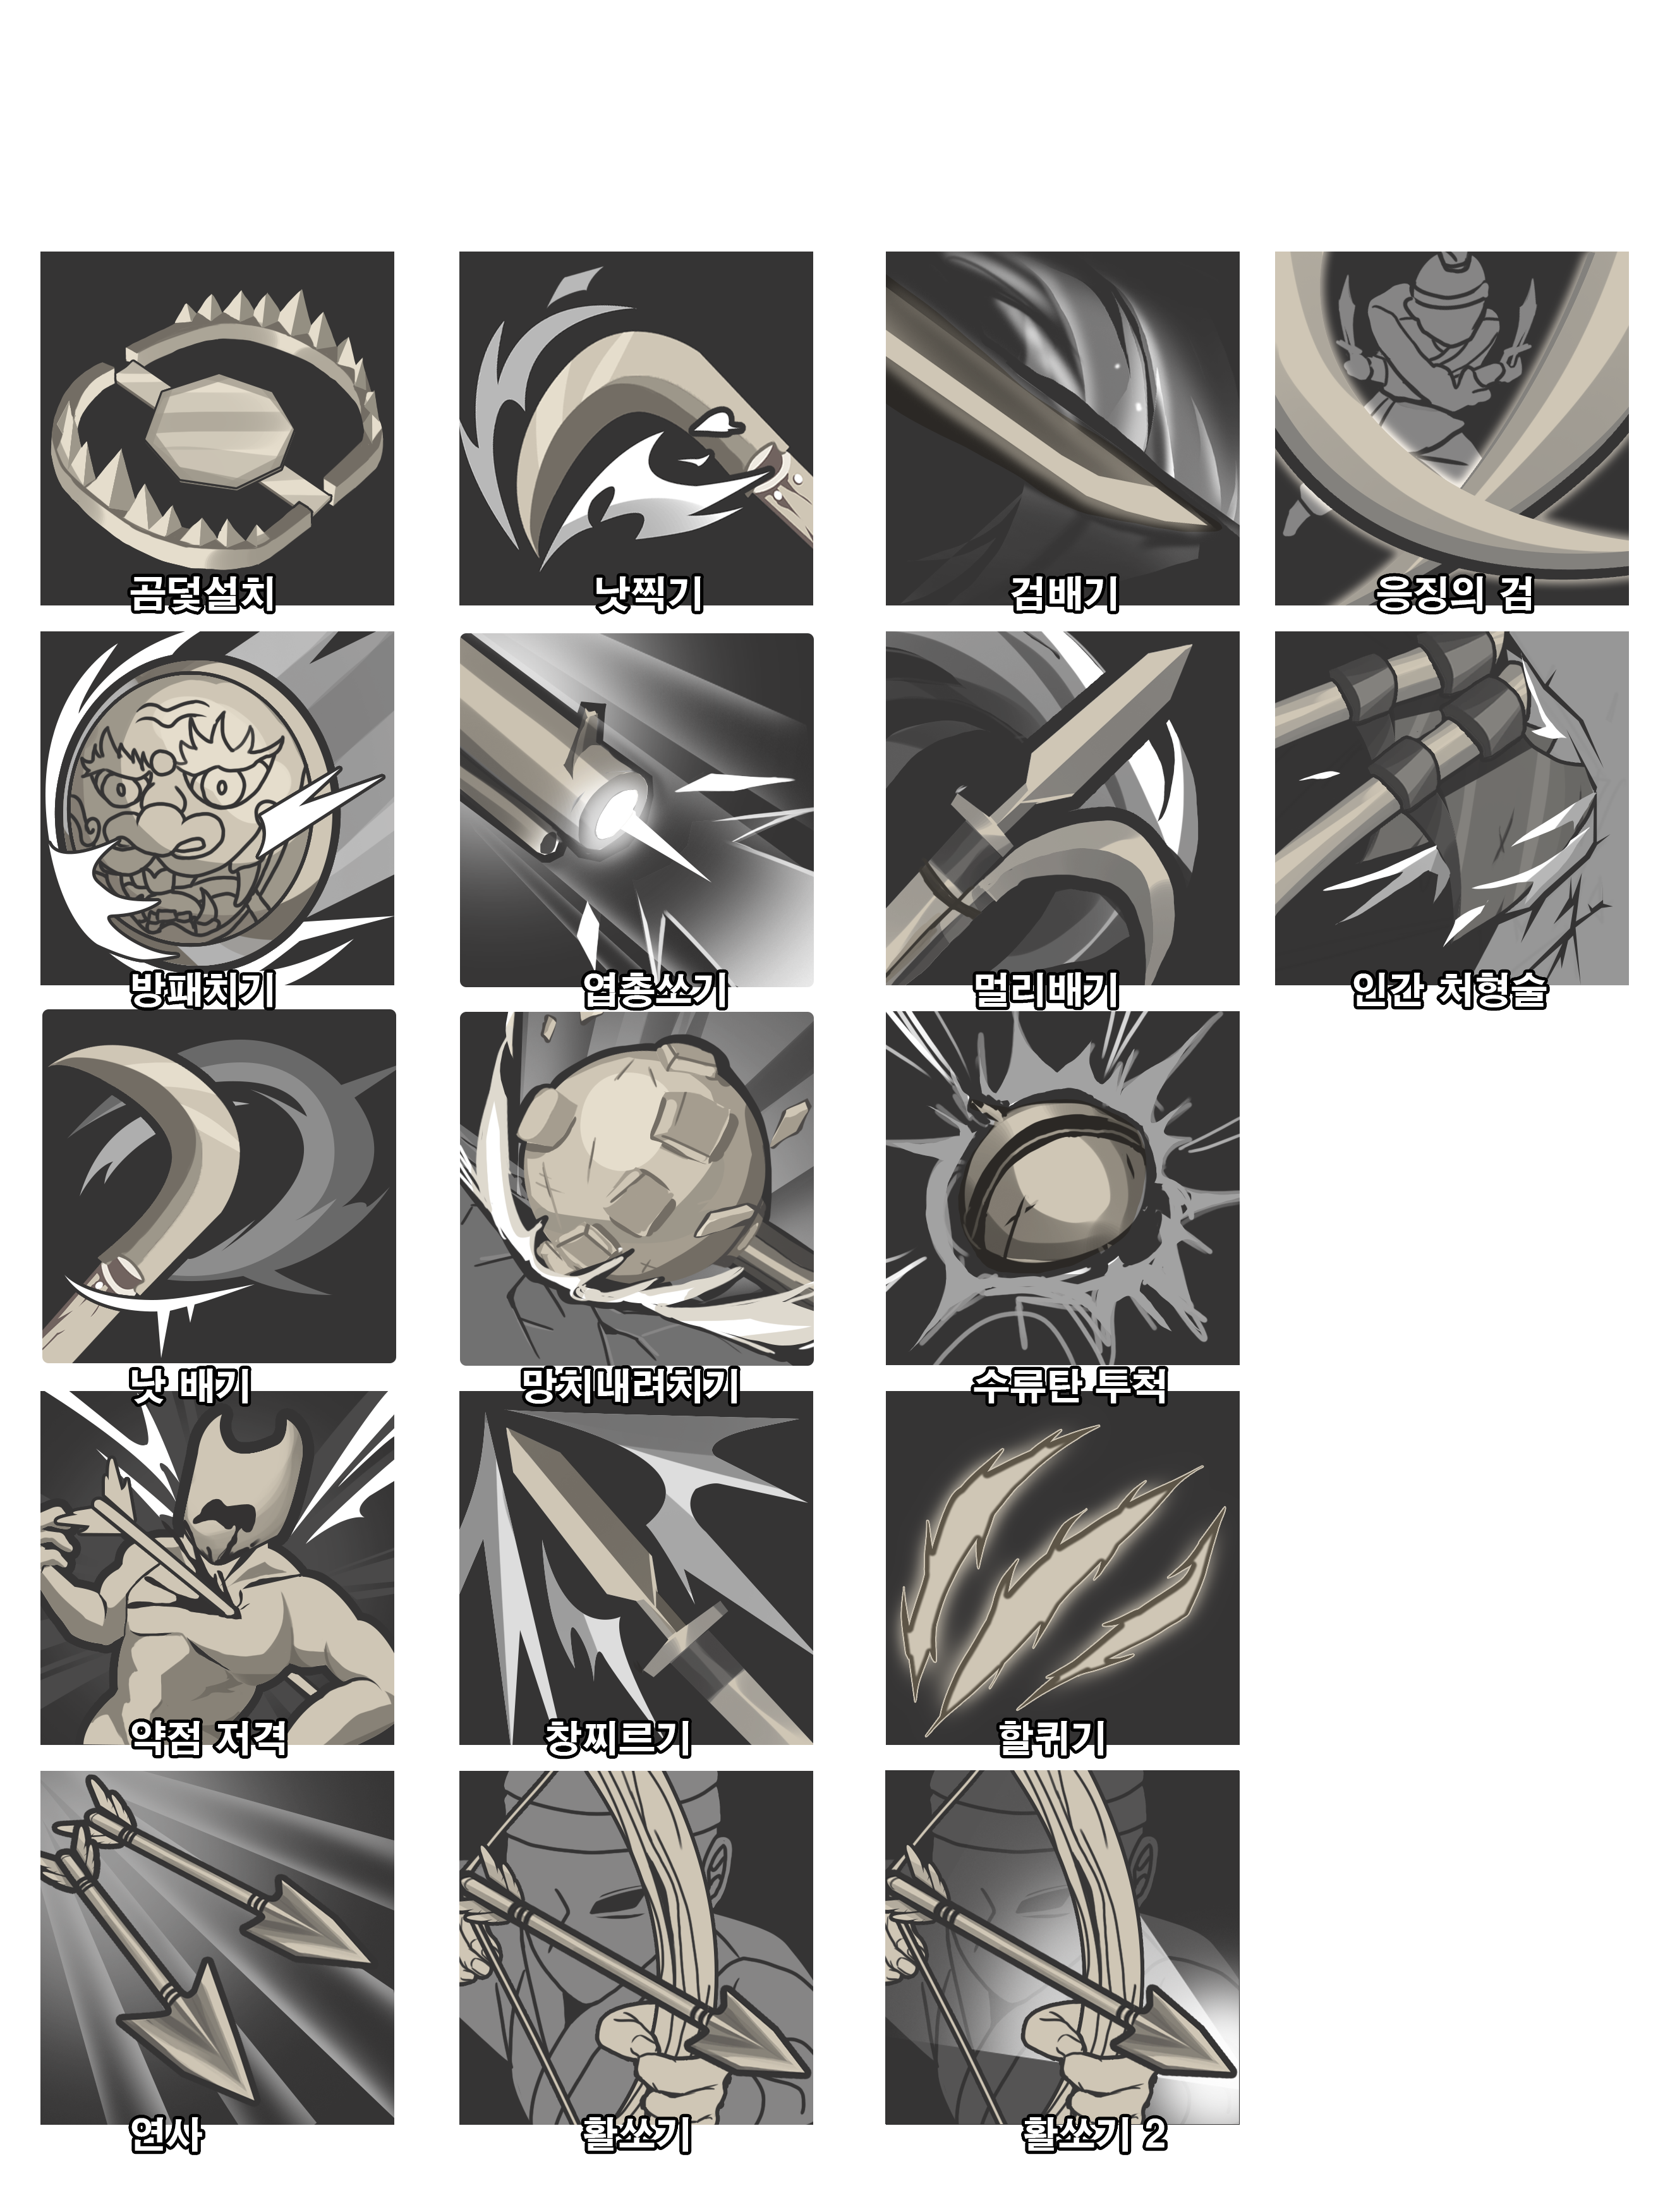 곰덫설치
낫찍기
검배기
응징의 검
방패치기
엽총쏘기
멀리배기
인간 처형술
낫 배기
망치내려치기
수류탄 투척
약점 저격
창찌르기
할퀴기
연사
활쏘기
활쏘기 2